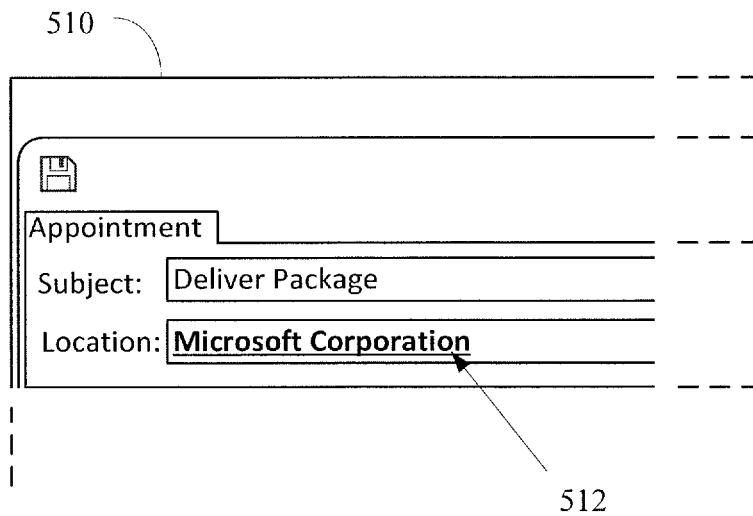 510
Appointment
Subject: Deliver Package
Location: Microsoft Corporation
512